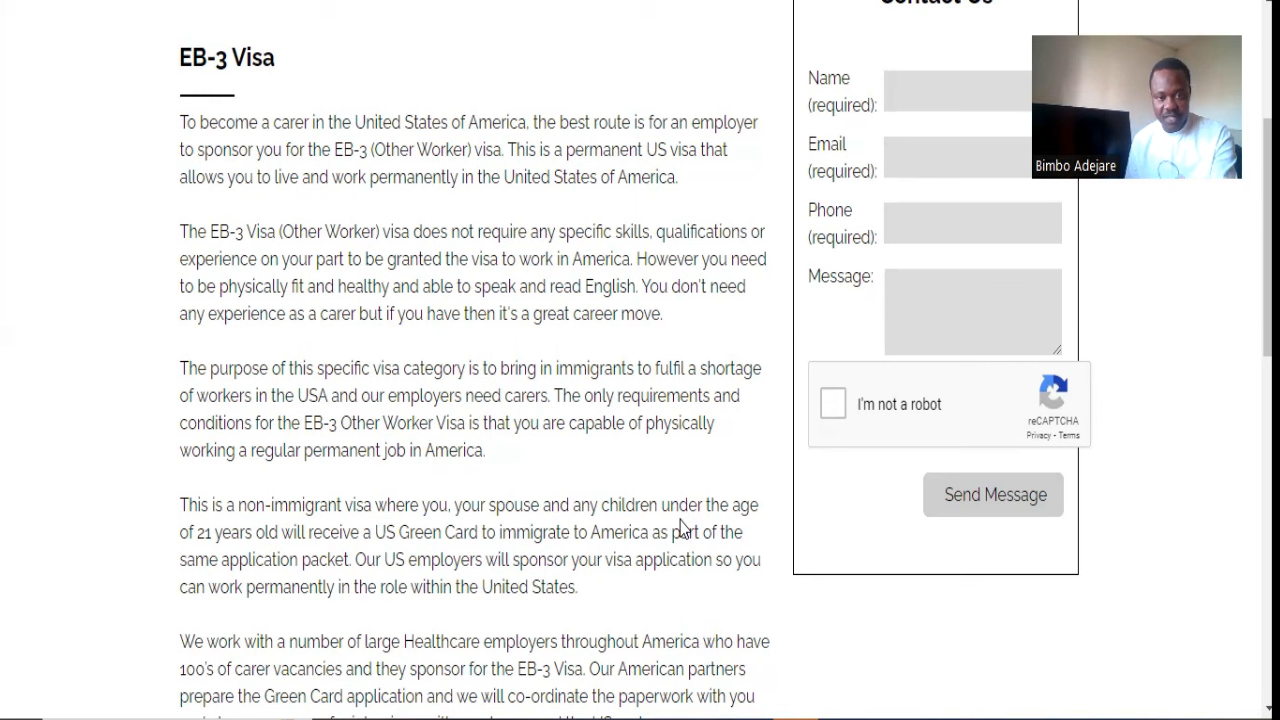 Contact Us
EB-3 Visa
To become a carer in the United States of America, the best route is for an employer
to sponsor you for the EB-3 (Other Worker) visa. This is a permanent US visa that
allows you to live and work permanently in the United States of America.
The EB-3 Visa (Other Worker) visa does not require any specific skills, qualifications or
experience on your part to be granted the visa to work in America. However you need
to be physically fit and healthy and able to speak and read English. You don't need
any experience as a carer but if you have then it's a great career move.
The purpose of this specific visa category is to bring in immigrants to fulfil a shortage
of workers in the USA and our employers need carers. The only requirements and
conditions for the EB-3 Other Worker Visa is that you are capable of physically
working a regular permanent job in America.
This is a non-immigrant visa where you, your spouse and any children under the age
of 21 years old will receive a US Green Card to immigrate to America as part of the
same application packet. Our US employers will sponsor your visa application so you
can work permanently in the role within the United States.
We work with a number of large Healthcare employers throughout America who have
100's of carer vacancies and they sponsor for the EB-3 Visa. Our American partners
prepare the Green Card application and we will co-ordinate the paperwork with you
Name
(required):
Email
(required):
Phone
(required):
Message:
I'm not a robot
reCAPTCHA
Privacy - Terms
Send Message
Bimbo Adejare